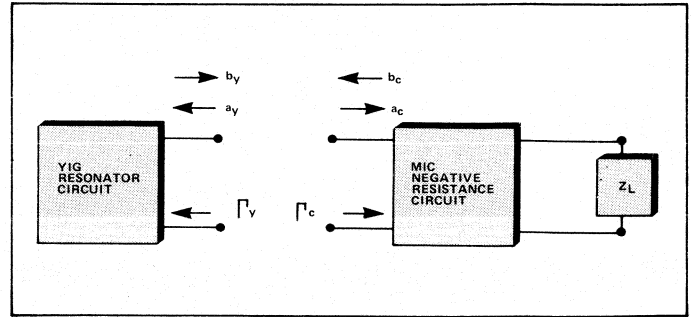 by
bc
ay
ac
YIG
RESONATOR
CIRCUIT
MIC
NEGATIVE
RESISTANCE
CIRCUIT
ZL
Γy
Γc